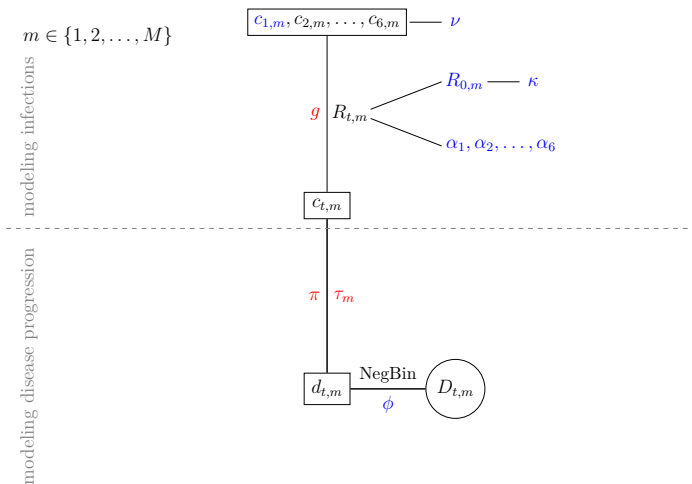 m ∈ {1, 2, . . . , M}
c₁,ₘ, c₂,ₘ, . . . , c₆,ₘ
ν
modeling infections
g
Rₜ,ₘ
R₀,ₘ
κ
α₁, α₂, . . . , α₆
cₜ,ₘ
modeling disease progression
π
τₘ
dₜ,ₘ
NegBin
ϕ
Dₜ,ₘ